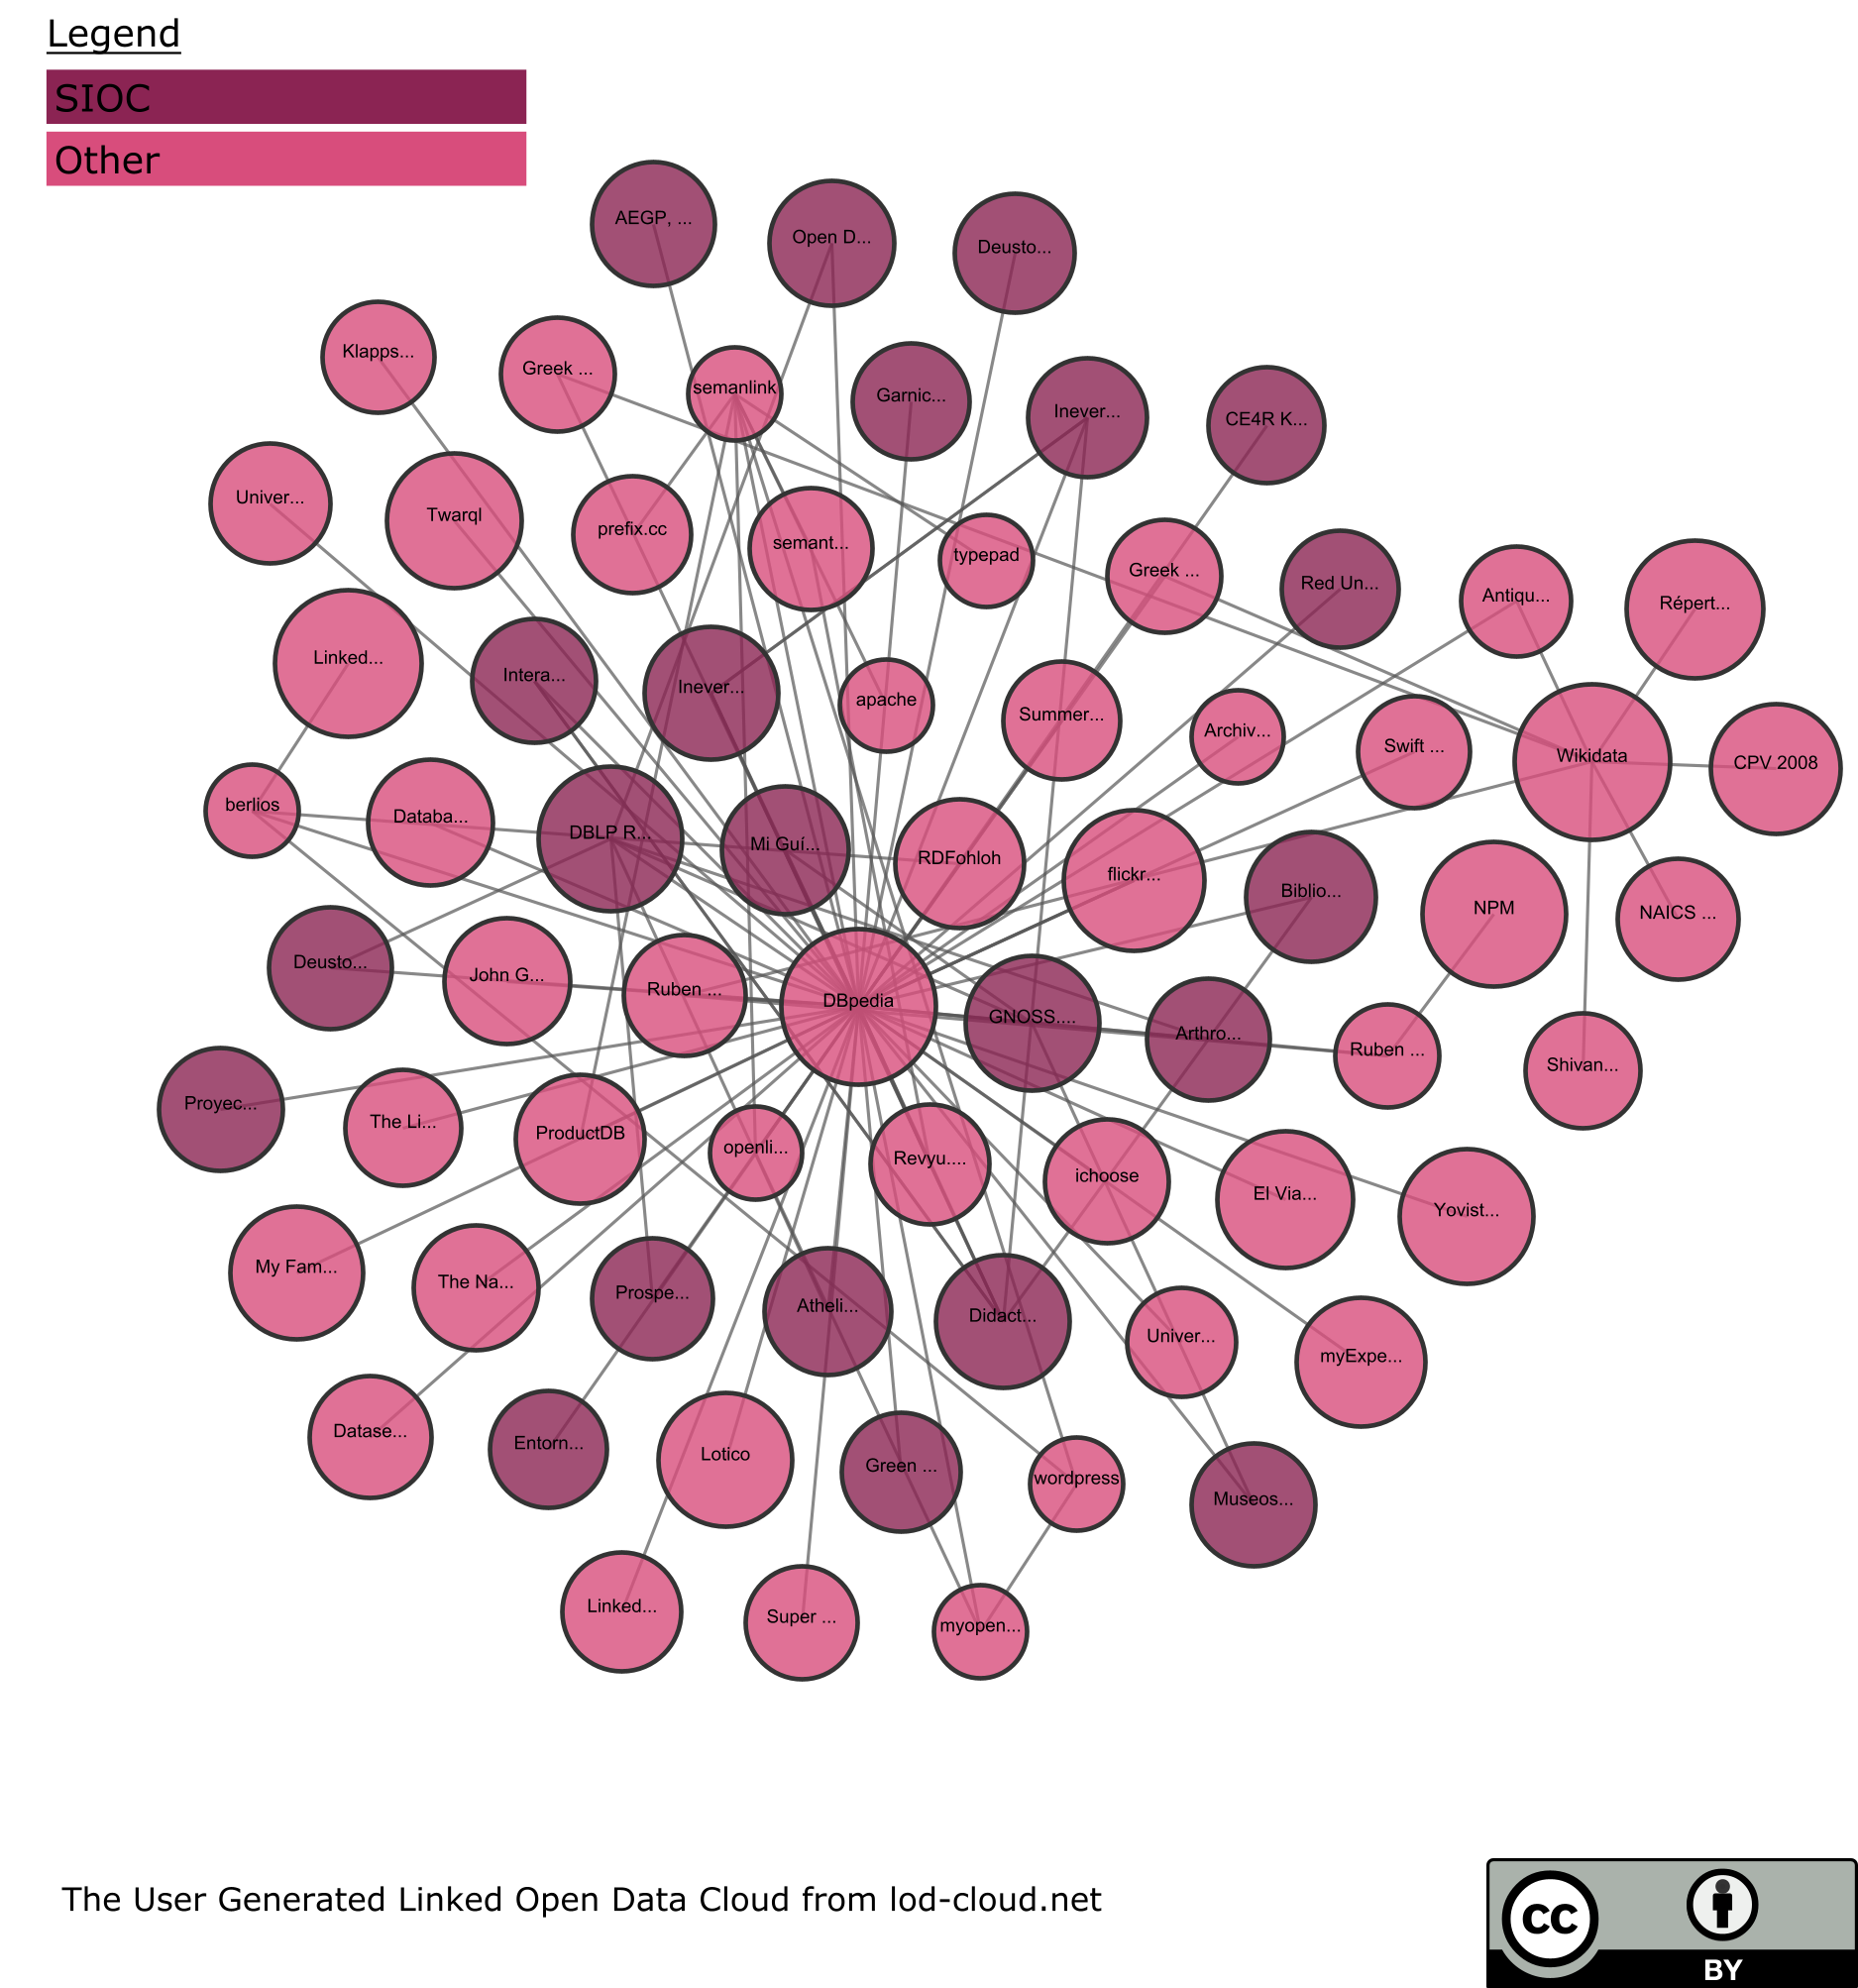 Legend
SIOC
Other
AEGP, ...
Open D...
Deusto...
Klapps...
Greek ...
semanlink
Garnic...
Inever...
CE4R K...
Univer...
Twarql
prefix.cc
semant...
typepad
Greek ...
Red Un...
Antiqu...
Répert...
Linked...
Intera...
Inever...
apache
Summer...
Archiv...
Swift ...
Wikidata
CPV 2008
berlios
Databa...
DBLP R...
Mi Guí...
RDFohloh
flickr...
Biblio...
NPM
NAICS ...
Deusto...
John G...
Ruben ...
DBpedia
GNOSS....
Arthro...
Ruben ...
Shivan...
Proyec...
The Li...
ProductDB
openli...
Revyu....
ichoose
El Via...
Yovist...
My Fam...
The Na...
Prospe...
Atheli...
Didact...
Univer...
myExpe...
Datase...
Entorn...
Lotico
Green ...
wordpress
Museos...
Linked...
Super ...
myopen...
The User Generated Linked Open Data Cloud from lod-cloud.net
cc
BY